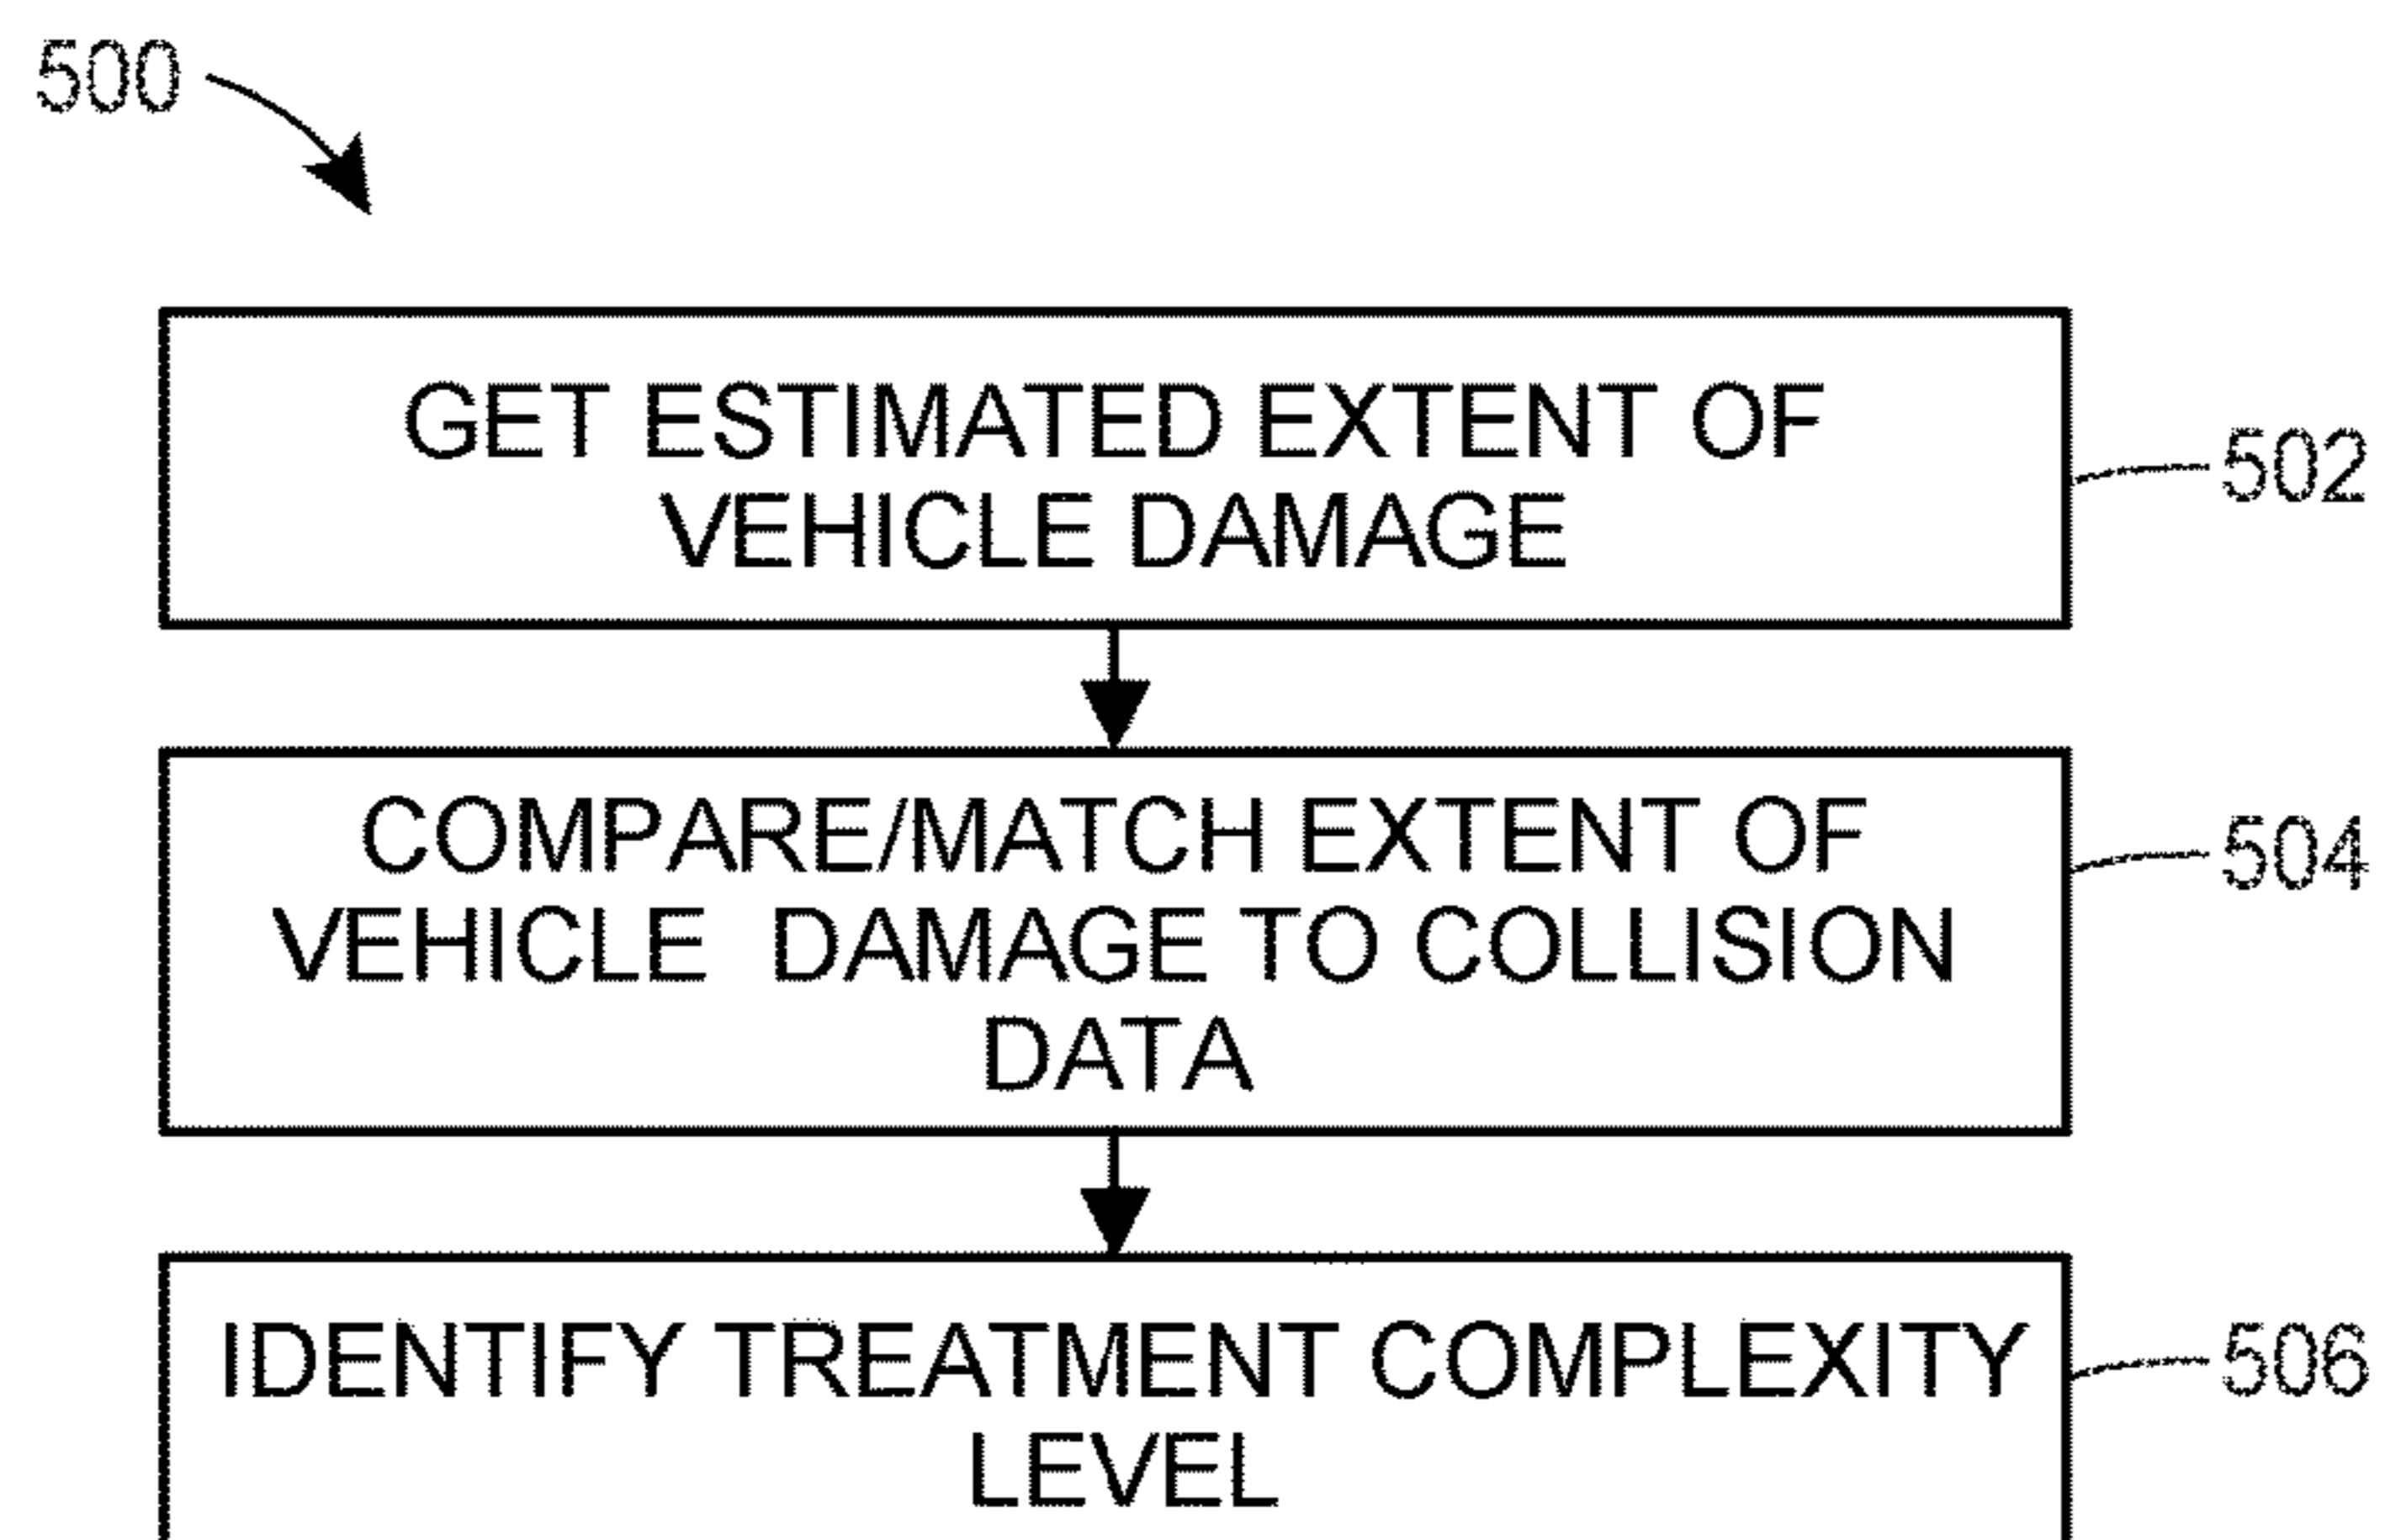 500
GET ESTIMATED EXTENT OF
VEHICLE DAMAGE
502
COMPARE/MATCH EXTENT OF
VEHICLE DAMAGE TO COLLISION
DATA
504
IDENTIFY TREATMENT COMPLEXITY
LEVEL
506